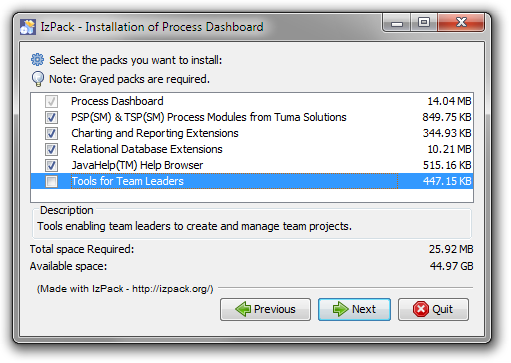 IzPack - Installation of Process Dashboard
Select the packs you want to install:
Note: Grayed packs are required.
Process Dashboard 14.04 MB
PSP(SM) & TSP(SM) Process Modules from Tuma Solutions 849.75 KB
Charting and Reporting Extensions 344.93 KB
Relational Database Extensions 10.21 MB
JavaHelp(TM) Help Browser 515.16 KB
Tools for Team Leaders 447.15 KB
Description
Tools enabling team leaders to create and manage team projects.
Total space Required: 25.92 MB
Available space: 44.97 GB
(Made with IzPack - http://izpack.org/)
Previous Next Quit